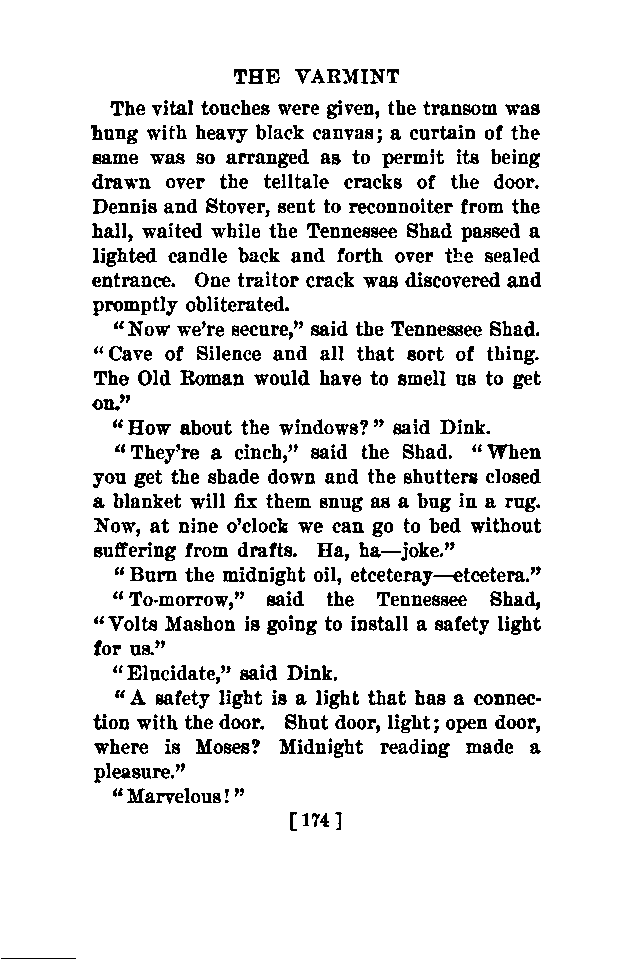 THE VARMINT
The vital touches were given, the transom was
hung with heavy black canvas; a curtain of the
same was so arranged as to permit its being
drawn over the telltale cracks of the door.
Dennis and Stover, sent to reconnoiter from the
hall, waited while the Tennessee Shad passed a
lighted candle back and forth over the sealed
entrance. One traitor crack was discovered and
promptly obliterated.
“Now we're secure,” said the Tennessee Shad.
“Cave of Silence and all that sort of thing.
The Old Roman would have to smell us to get
on.”
“How about the windows?” said Dink.
“They're a cinch,” said the Shad. “When
you get the shade down and the shutters closed
a blanket will fix them snug as a bug in a rug.
Now, at nine o'clock we can go to bed without
suffering from drafts. Ha, ha—joke.”
“Burn the midnight oil, etceteray—etcetera.”
“To-morrow,” said the Tennessee Shad,
“Volts Mashon is going to install a safety light
for us.”
“Elucidate,” said Dink.
“A safety light is a light that has a connec-
tion with the door. Shut door, light; open door,
where is Moses? Midnight reading made a
pleasure.”
“Marvelous!”
[174]